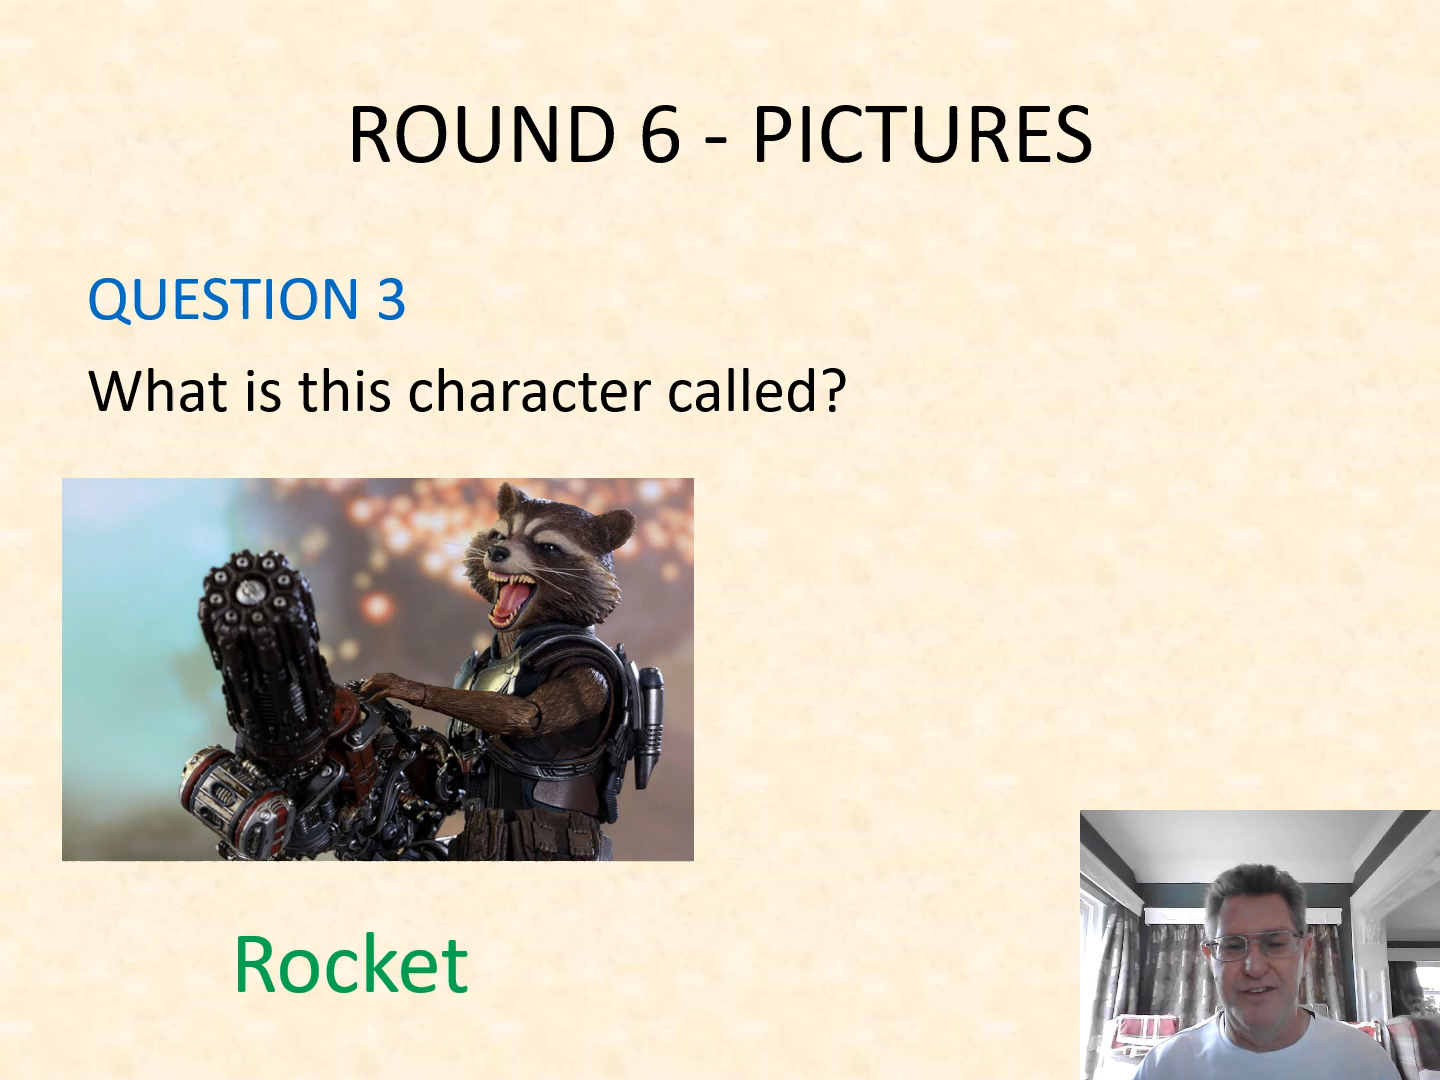 ROUND 6 - PICTURES
QUESTION 3
What is this character called?
Rocket